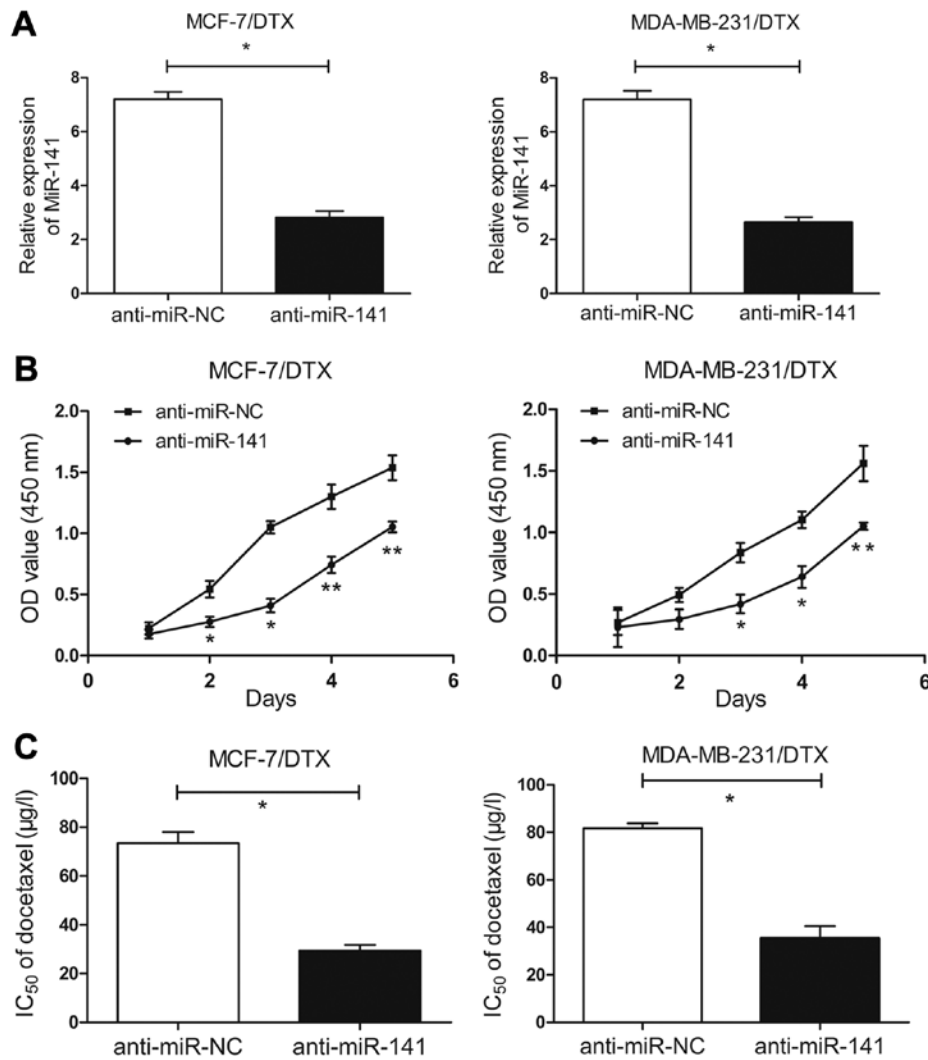 A
MCF-7/DTX
*
Relative expression
of MiR-141
8
6
4
2
0
anti-miR-NC anti-miR-141
MDA-MB-231/DTX
*
Relative expression
of MiR-141
8
6
4
2
0
anti-miR-NC anti-miR-141
B
MCF-7/DTX
anti-miR-NC
anti-miR-141
OD value (450 nm)
2.0
1.5
1.0
0.5
0.0
* * ** **
0 2 4 6
Days
MDA-MB-231/DTX
anti-miR-NC
anti-miR-141
OD value (450 nm)
2.0
1.5
1.0
0.5
0.0
* * **
0 2 4 6
Days
C
MCF-7/DTX
*
IC50 of docetaxel (µg/l)
100
80
60
40
20
0
anti-miR-NC anti-miR-141
MDA-MB-231/DTX
*
IC50 of docetaxel (µg/l)
100
80
60
40
20
0
anti-miR-NC anti-miR-141